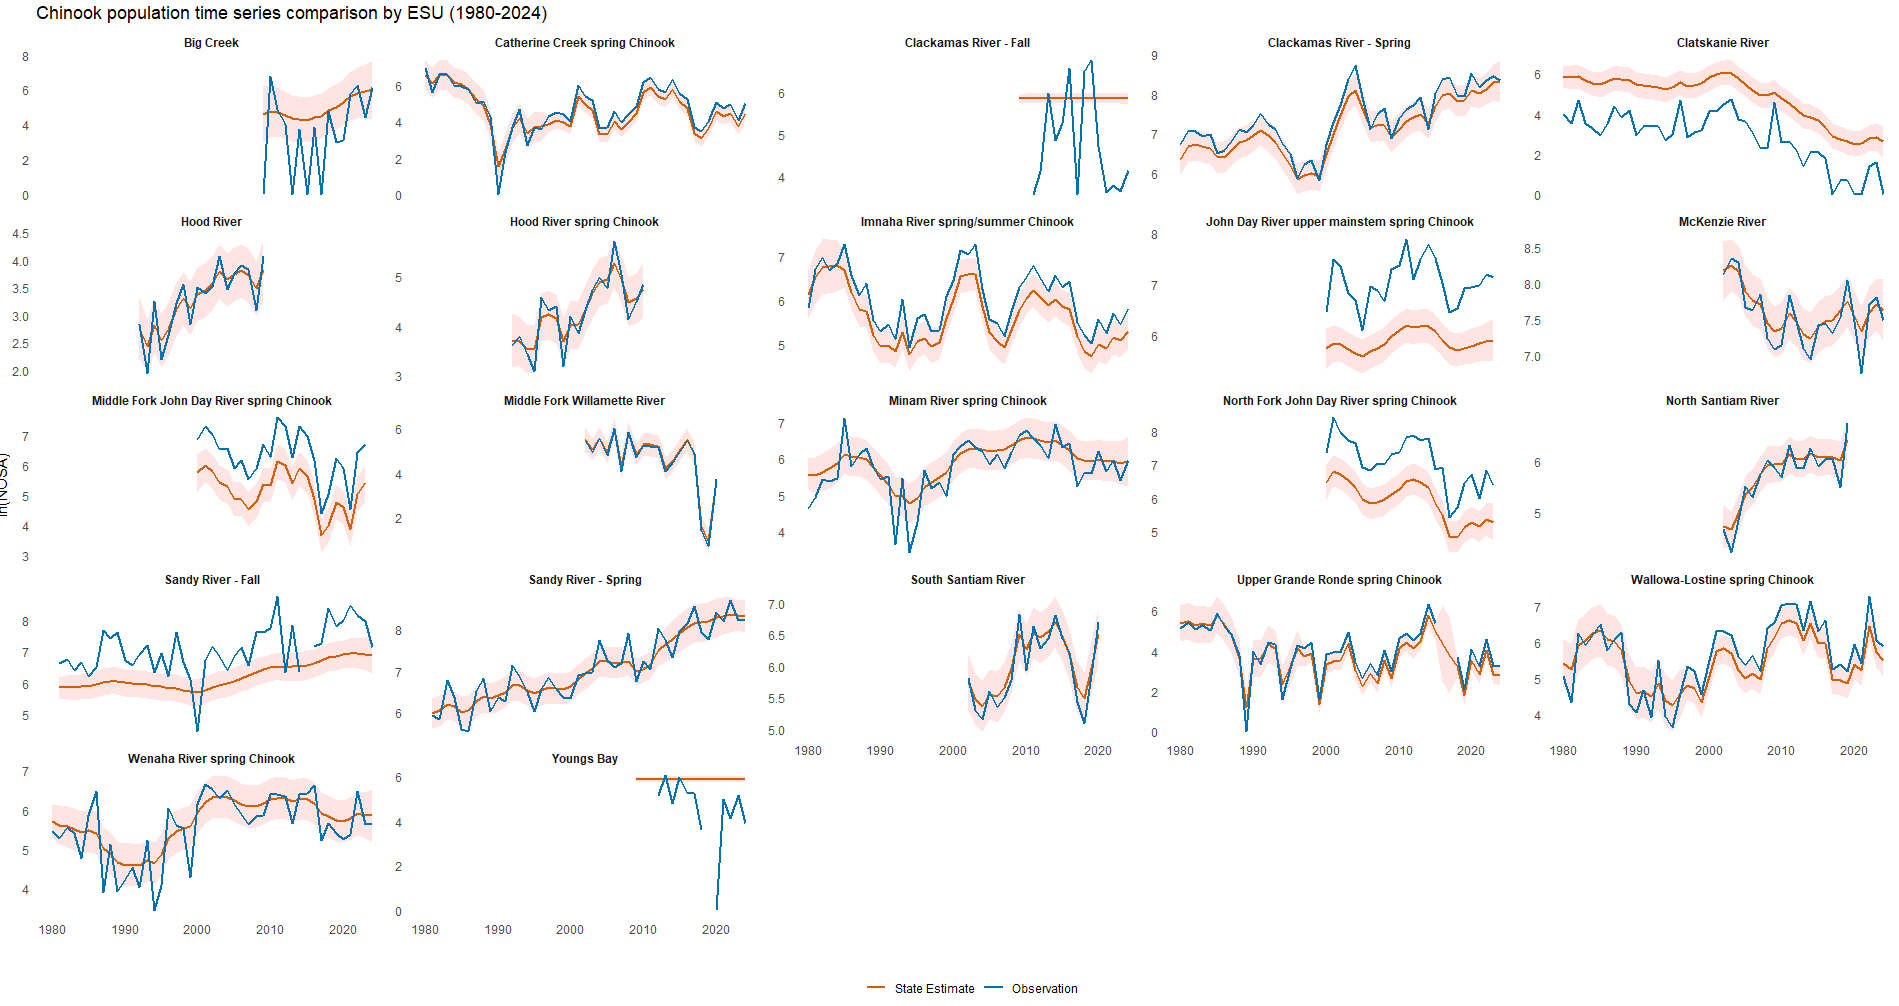 Chinook population time series comparison by ESU (1980-2024)
Big Creek
Catherine Creek spring Chinook
Clackamas River - Fall
Clackamas River - Spring
Clatskanie River
8
6
4
2
0
6
4
2
0
6
5
4
9
8
7
6
6
4
2
0
Hood River
Hood River spring Chinook
Imnaha River spring/summer Chinook
John Day River upper mainstem spring Chinook
McKenzie River
4.5
4.0
3.5
3.0
2.5
2.0
5
4
3
7
6
5
8
7
6
8.5
8.0
7.5
7.0
Middle Fork John Day River spring Chinook
Middle Fork Willamette River
Minam River spring Chinook
North Fork John Day River spring Chinook
North Santiam River
7
6
5
4
3
6
4
2
7
6
5
4
8
7
6
5
6
5
ln(NOSA)
Sandy River - Fall
Sandy River - Spring
South Santiam River
Upper Grande Ronde spring Chinook
Wallowa-Lostine spring Chinook
8
7
6
5
8
7
6
7.0
6.5
6.0
5.5
5.0
6
4
2
0
7
6
5
4
1980 1990 2000 2010 2020
1980 1990 2000 2010 2020
1980 1990 2000 2010 2020
Wenaha River spring Chinook
Youngs Bay
7
6
5
4
6
4
2
0
1980 1990 2000 2010 2020
1980 1990 2000 2010 2020
State Estimate
Observation